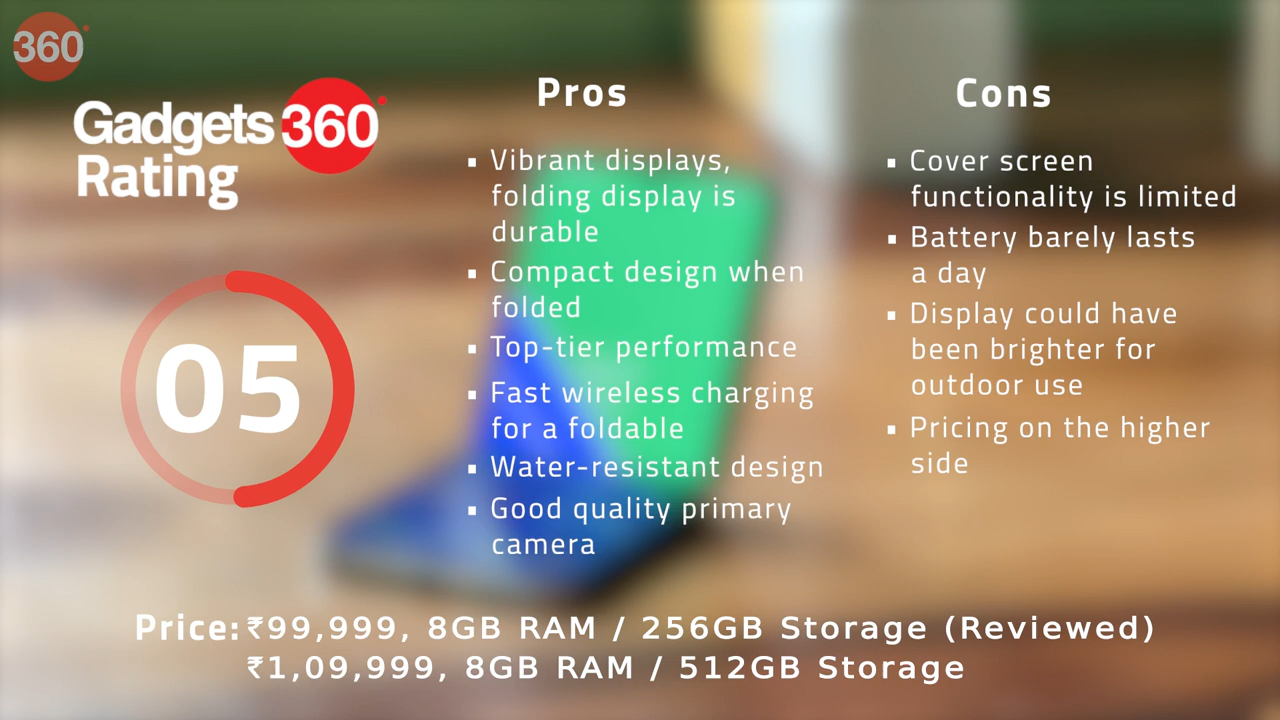 360
Gadgets 360
Rating
05
Pros
▪ Vibrant displays,
folding display is
durable
▪ Compact design when
folded
▪ Top-tier performance
▪ Fast wireless charging
for a foldable
▪ Water-resistant design
▪ Good quality primary
camera
Cons
▪ Cover screen
functionality is limited
▪ Battery barely lasts
a day
▪ Display could have
been brighter for
outdoor use
▪ Pricing on the higher
side
Price: ₹99,999, 8GB RAM / 256GB Storage (Reviewed)
₹1,09,999, 8GB RAM / 512GB Storage